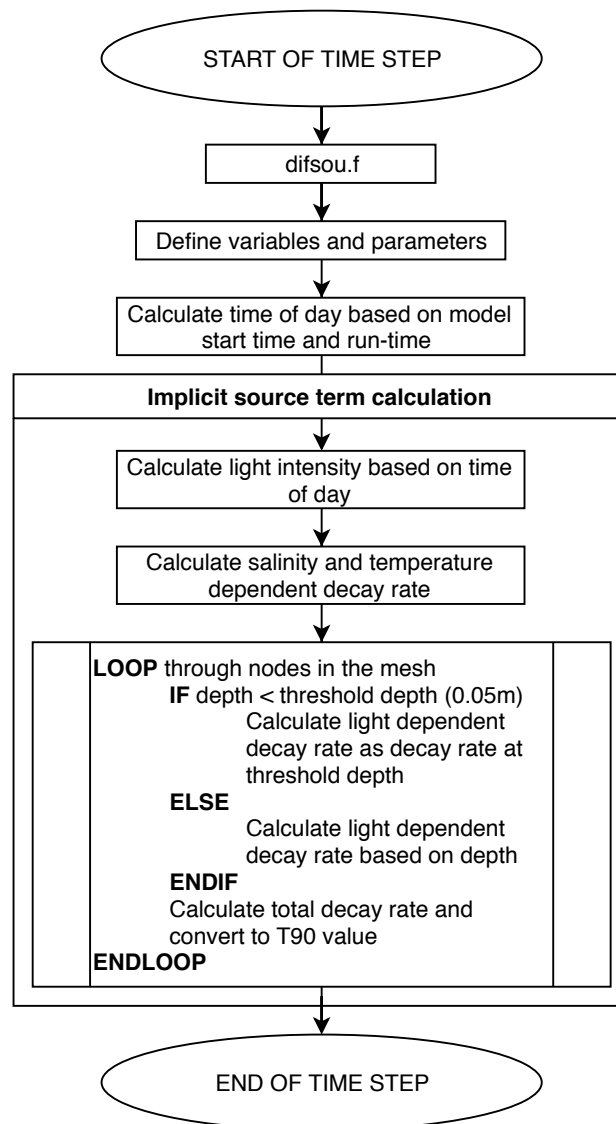 START OF TIME STEP
difsou.f
Define variables and parameters
Calculate time of day based on model
start time and run-time
Implicit source term calculation
Calculate light intensity based on time
of day
Calculate salinity and temperature
dependent decay rate
LOOP through nodes in the mesh
IF depth < threshold depth (0.05m)
Calculate light dependent
decay rate as decay rate at
threshold depth
ELSE
Calculate light dependent
decay rate based on depth
ENDIF
Calculate total decay rate and
convert to T90 value
ENDLOOP
END OF TIME STEP